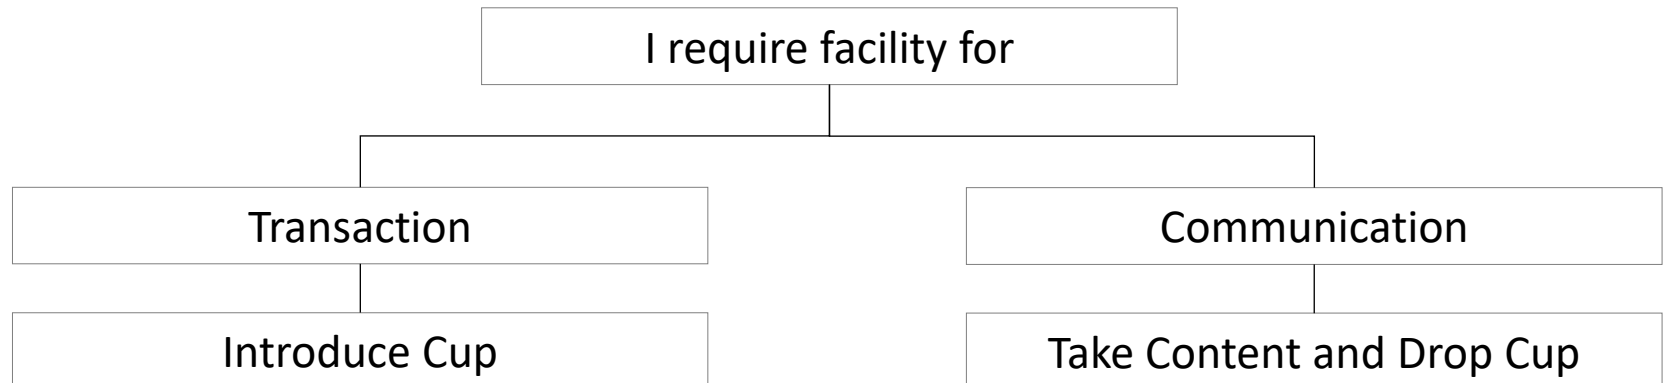 I require facility for
Transaction
Communication
Introduce Cup
Take Content and Drop Cup